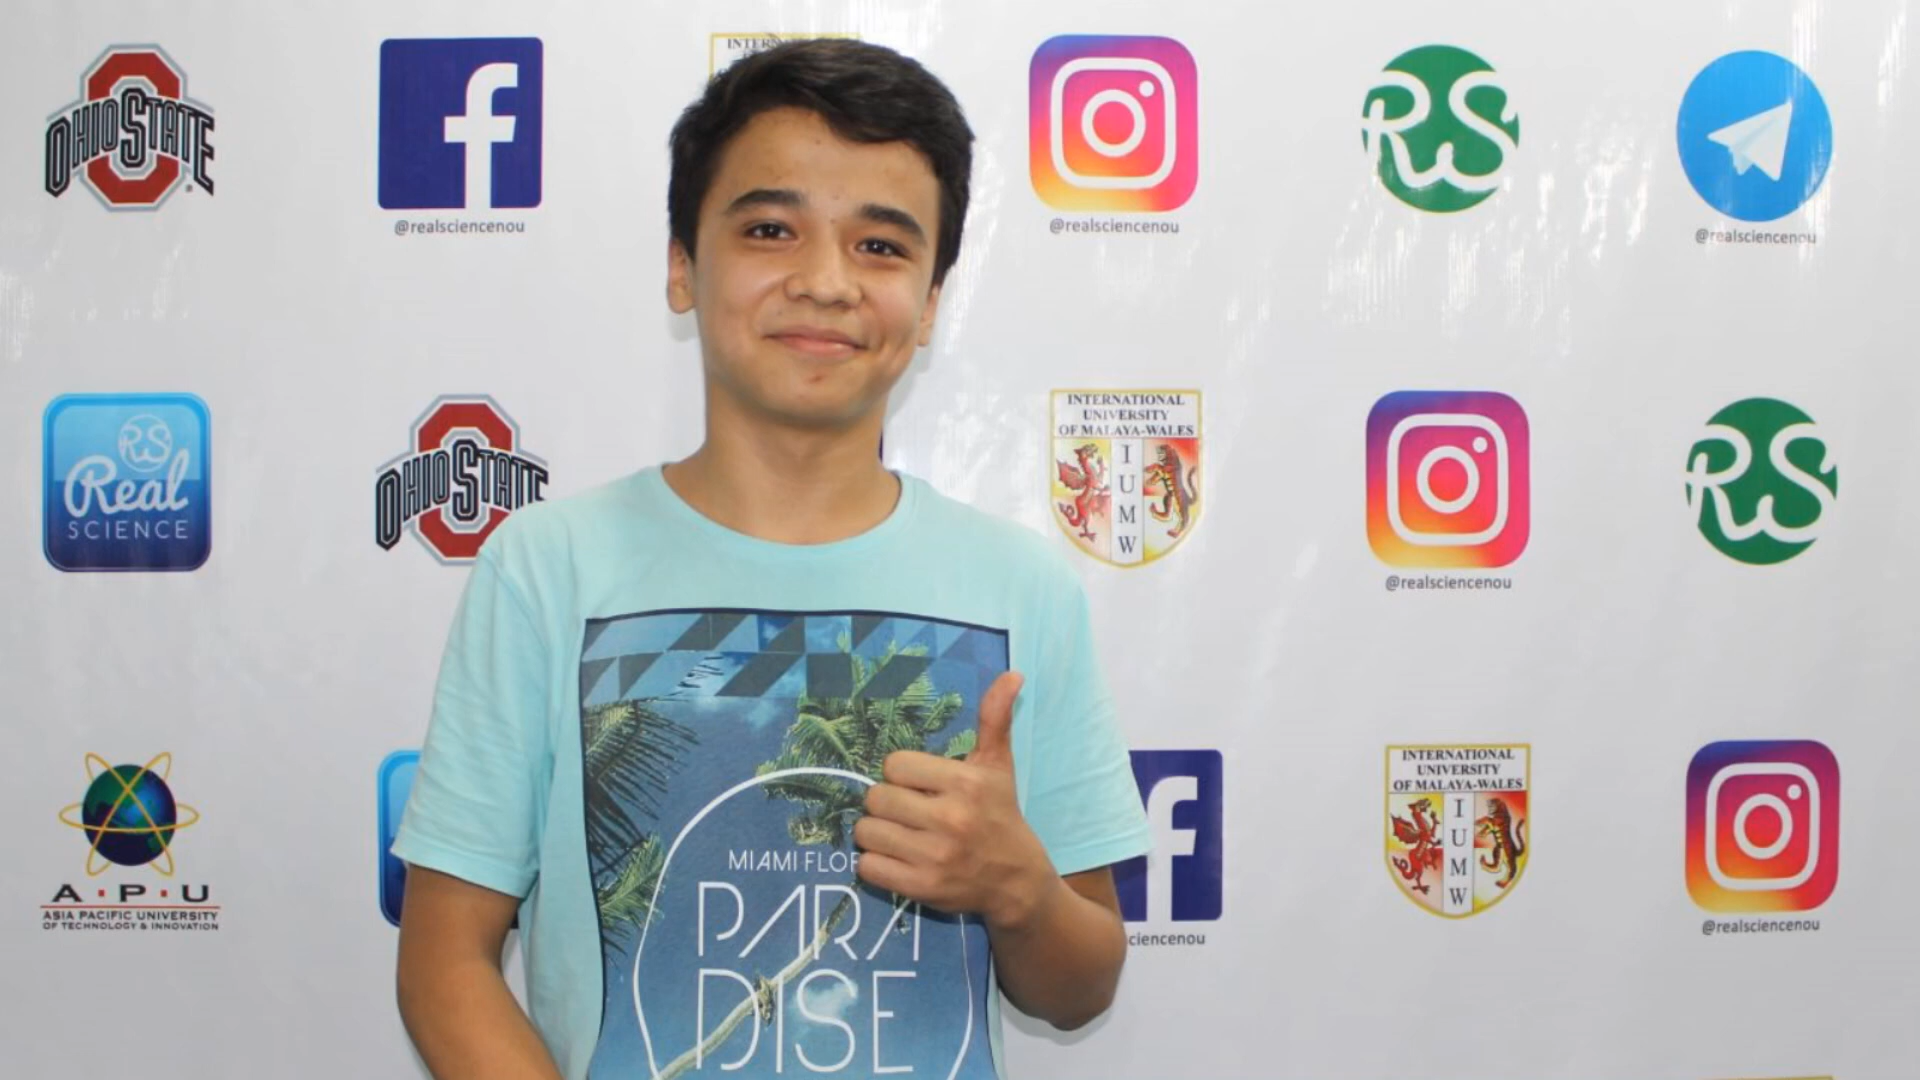 OHIO STATE
@realsciencenou
@realsciencenou
RS
@realsciencenou
RS
Real
SCIENCE
OHIO STATE
INTERNATIONAL
UNIVERSITY
OF MALAYA-WALES
I
U
M
W
@realsciencenou
RS
A·P·U
ASIA PACIFIC UNIVERSITY
OF TECHNOLOGY & INNOVATION
MIAMI FLOR
PARA
DISE
ciencenou
INTERNATIONAL
UNIVERSITY
OF MALAYA-WALES
I
U
M
W
@realsciencenou